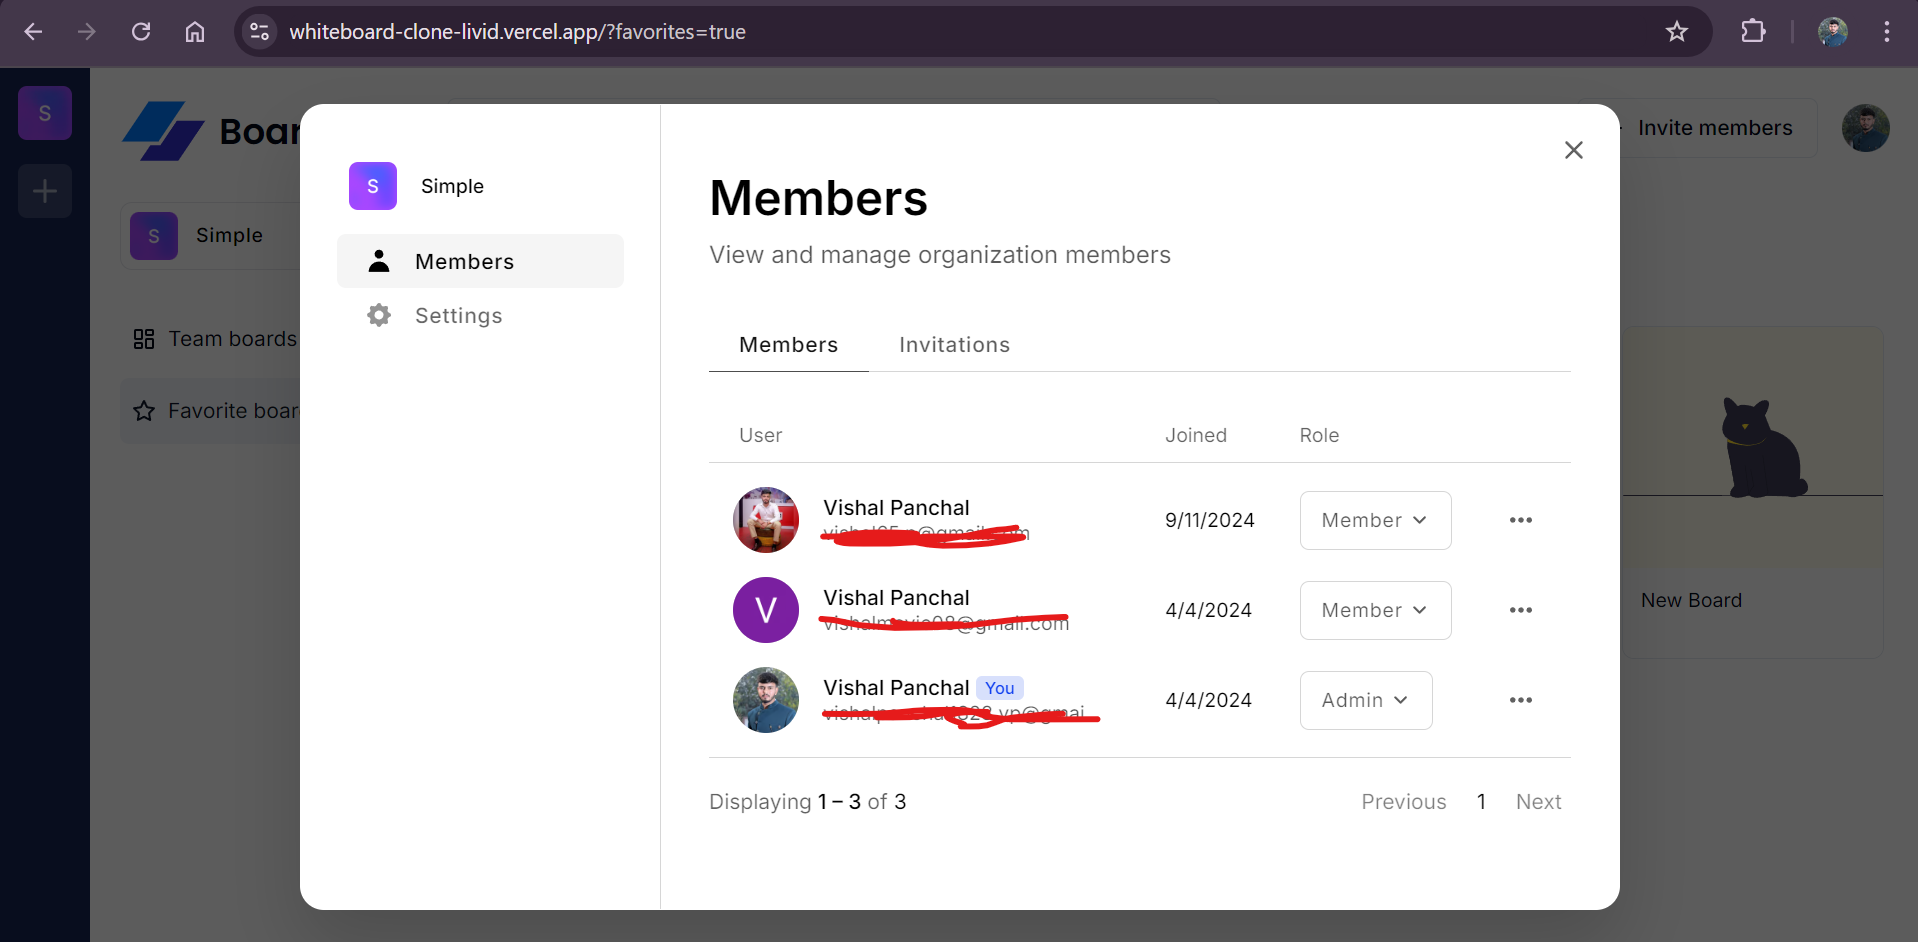 whiteboard-clone-livid.vercel.app/?favorites=true
S
Boar
Invite members
S
Simple
Team boards
Favorite boar
New Board
S
Simple
Members
Settings
Members
View and manage organization members
Members Invitations
User Joined Role
Vishal Panchal
9/11/2024 Member
V
Vishal Panchal
4/4/2024 Member
Vishal Panchal You
4/4/2024 Admin
Displaying 1 – 3 of 3
Previous 1 Next